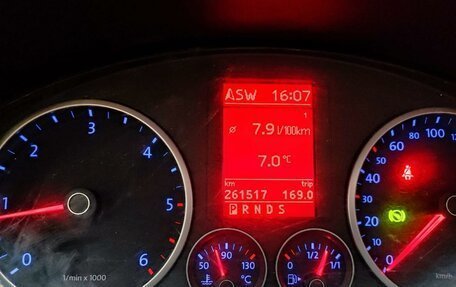 ASW 16:07
1
ø 7.9 l/100km
7.0 °C
km trip
261517 169.0
P R N D S
0 1 2 3 4 5 6
1/min x 1000
50 90 130
°C
1/2 1/1
0 20 40 60 80 100 120
km/h